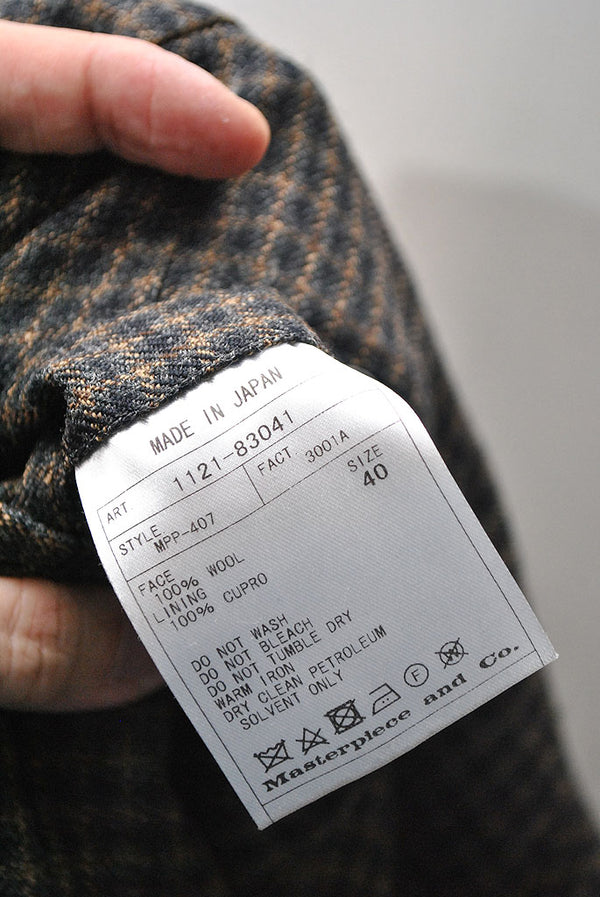 MADE IN JAPAN
ART. 1121-83041
STYLE MPP-407
FACT. 3001A
SIZE 40
FACE
100% WOOL
LINING
100% CUPRO
DO NOT WASH
DO NOT BLEACH
DO NOT TUMBLE DRY
WARM IRON
DRY CLEAN PETROLEUM
SOLVENT ONLY
F W
Masterpiece and Co.